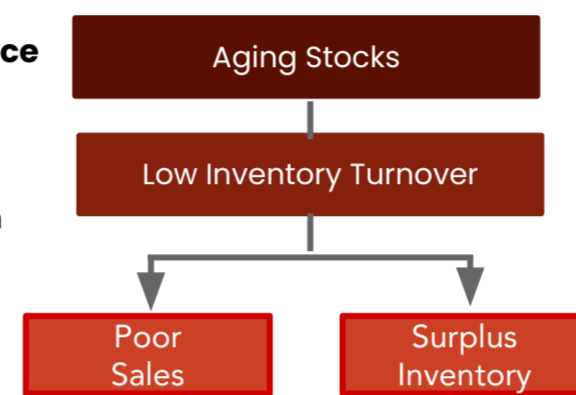 ce
Aging Stocks
Low Inventory Turnover
Poor
Sales
Surplus
Inventory